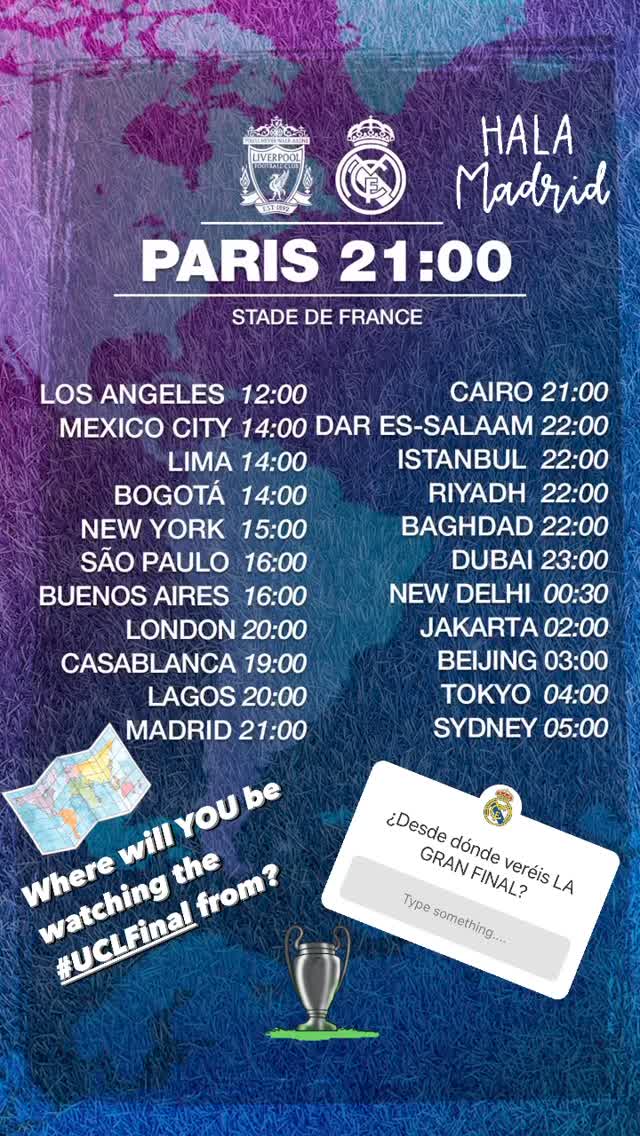 YOU'LL NEVER WALK ALONE
LIVERPOOL
FOOTBALL CLUB
EST·1892
HALA
Madrid
PARIS 21:00
STADE DE FRANCE
LOS ANGELES 12:00
MEXICO CITY 14:00
LIMA 14:00
BOGOTÁ 14:00
NEW YORK 15:00
SÃO PAULO 16:00
BUENOS AIRES 16:00
LONDON 20:00
CASABLANCA 19:00
LAGOS 20:00
MADRID 21:00
CAIRO 21:00
DAR ES-SALAAM 22:00
ISTANBUL 22:00
RIYADH 22:00
BAGHDAD 22:00
DUBAI 23:00
NEW DELHI 00:30
JAKARTA 02:00
BEIJING 03:00
TOKYO 04:00
SYDNEY 05:00
Where will YOU be
watching the
#UCLFinal from?
¿Desde dónde veréis LA
GRAN FINAL?
Type something....